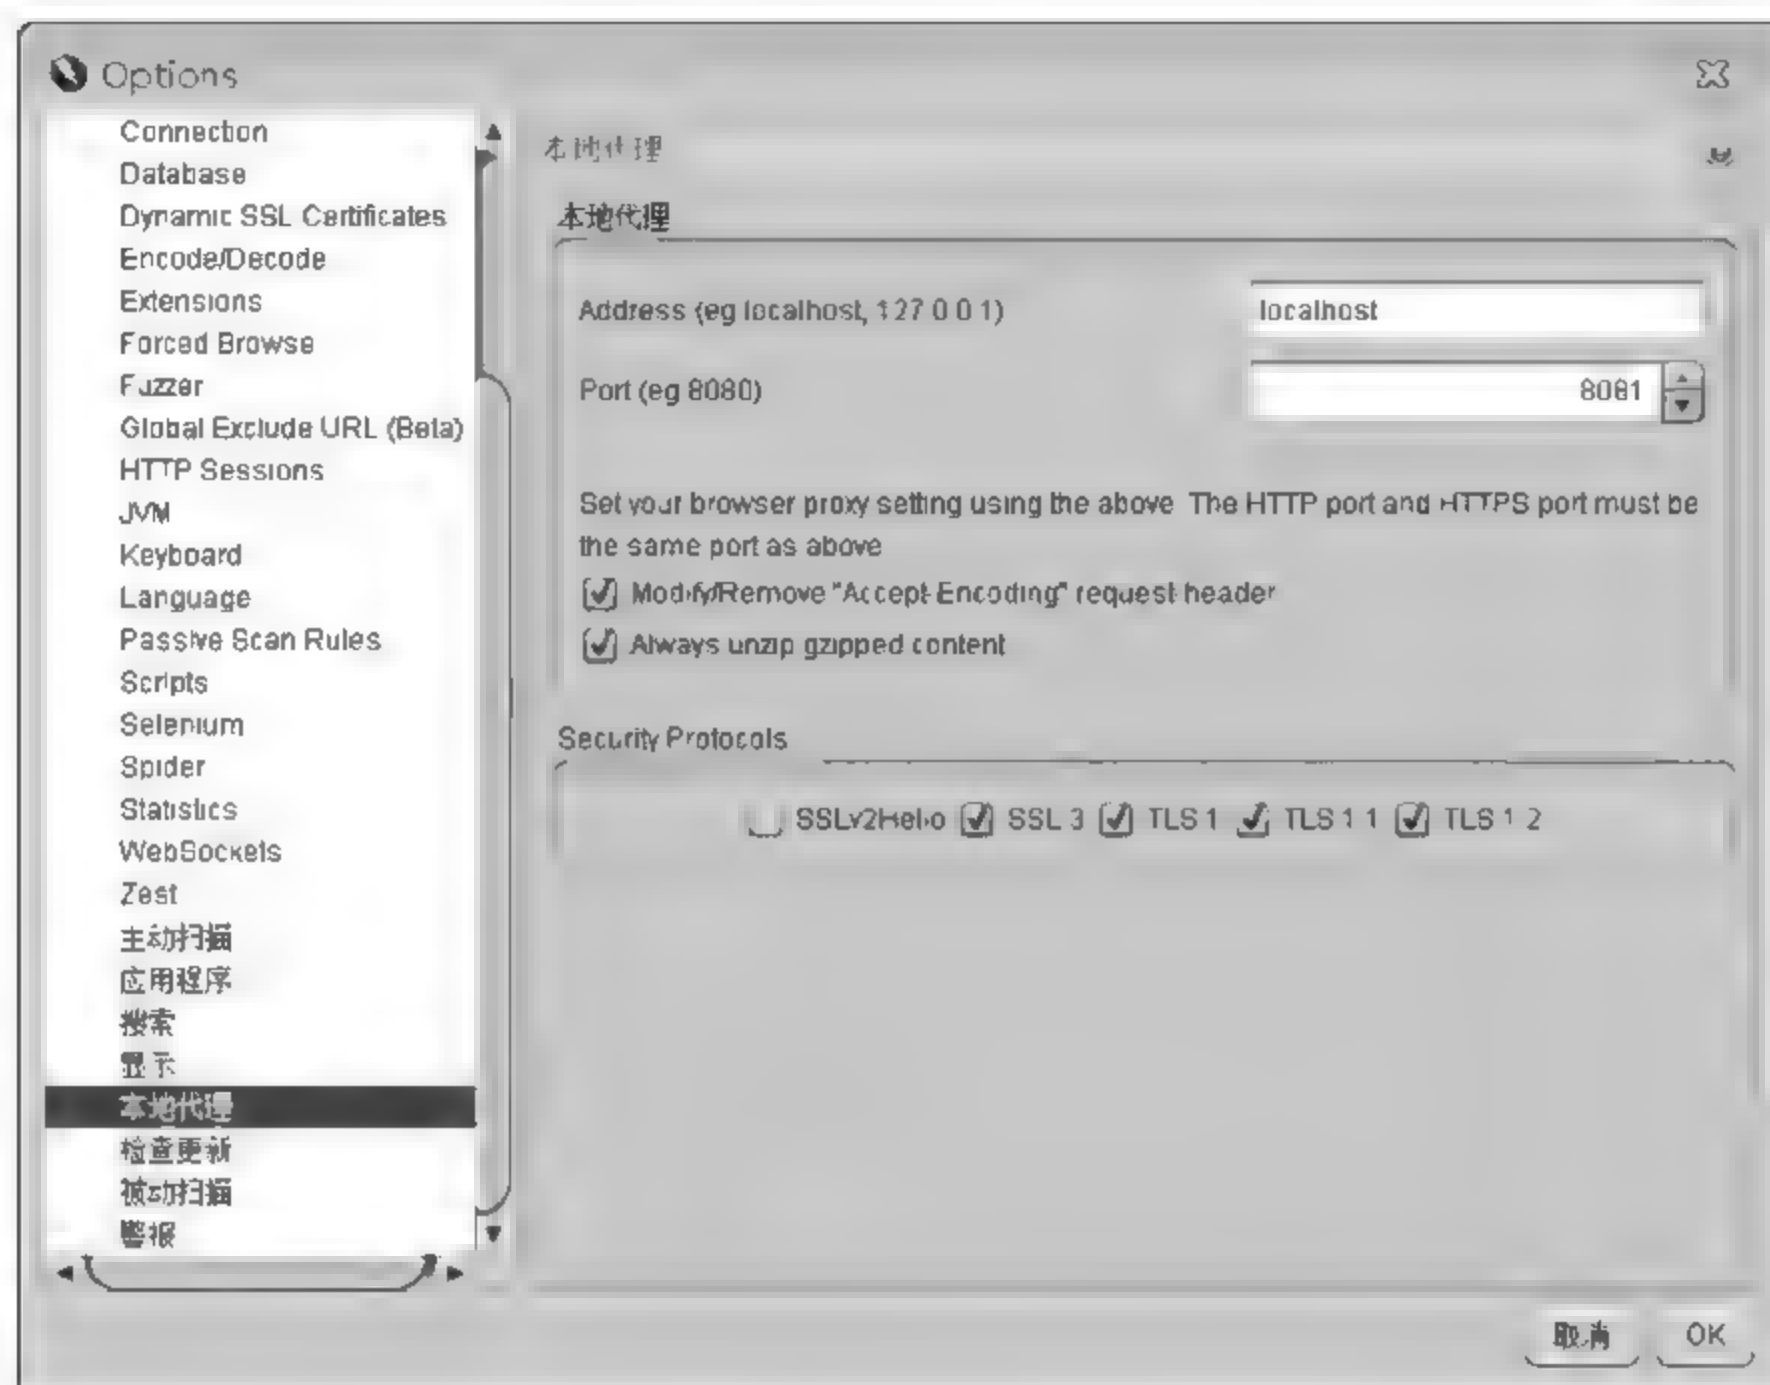 Options
Connection
Database
Dynamic SSL Certificates
Encode/Decode
Extensions
Forced Browse
Fuzzer
Global Exclude URL (Beta)
HTTP Sessions
JVM
Keyboard
Language
Passive Scan Rules
Scripts
Selenium
Spider
Statistics
WebSockets
Zest
主动扫描
应用程序
搜索
显示
本地代理
检查更新
被动扫描
警报
本地代理
本地代理
Address (eg localhost, 127.0.0.1)
localhost
Port (eg 8080)
8081
Set your browser proxy setting using the above. The HTTP port and HTTPS port must be
the same port as above
Modify/Remove "Accept-Encoding" request-header
Always unzip gzipped content
Security Protocols
SSLv2Hello SSL 3 TLS 1 TLS 1.1 TLS 1.2
取消 OK